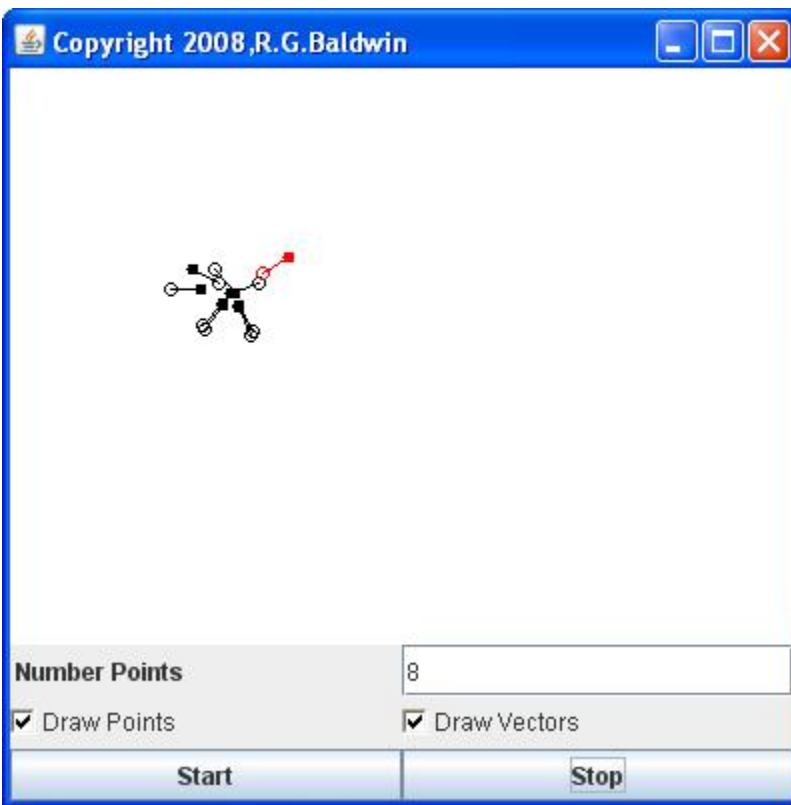 Copyright 2008,R.G.Baldwin
Number Points 8
Draw Points Draw Vectors
Start Stop